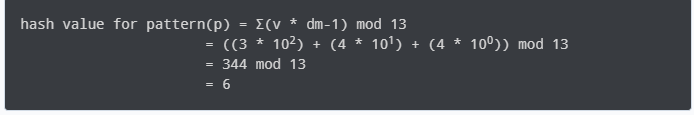 hash value for pattern(p) = Σ(v * dm-1) mod 13
= ((3 * 10²) + (4 * 10¹) + (4 * 10⁰)) mod 13
= 344 mod 13
= 6